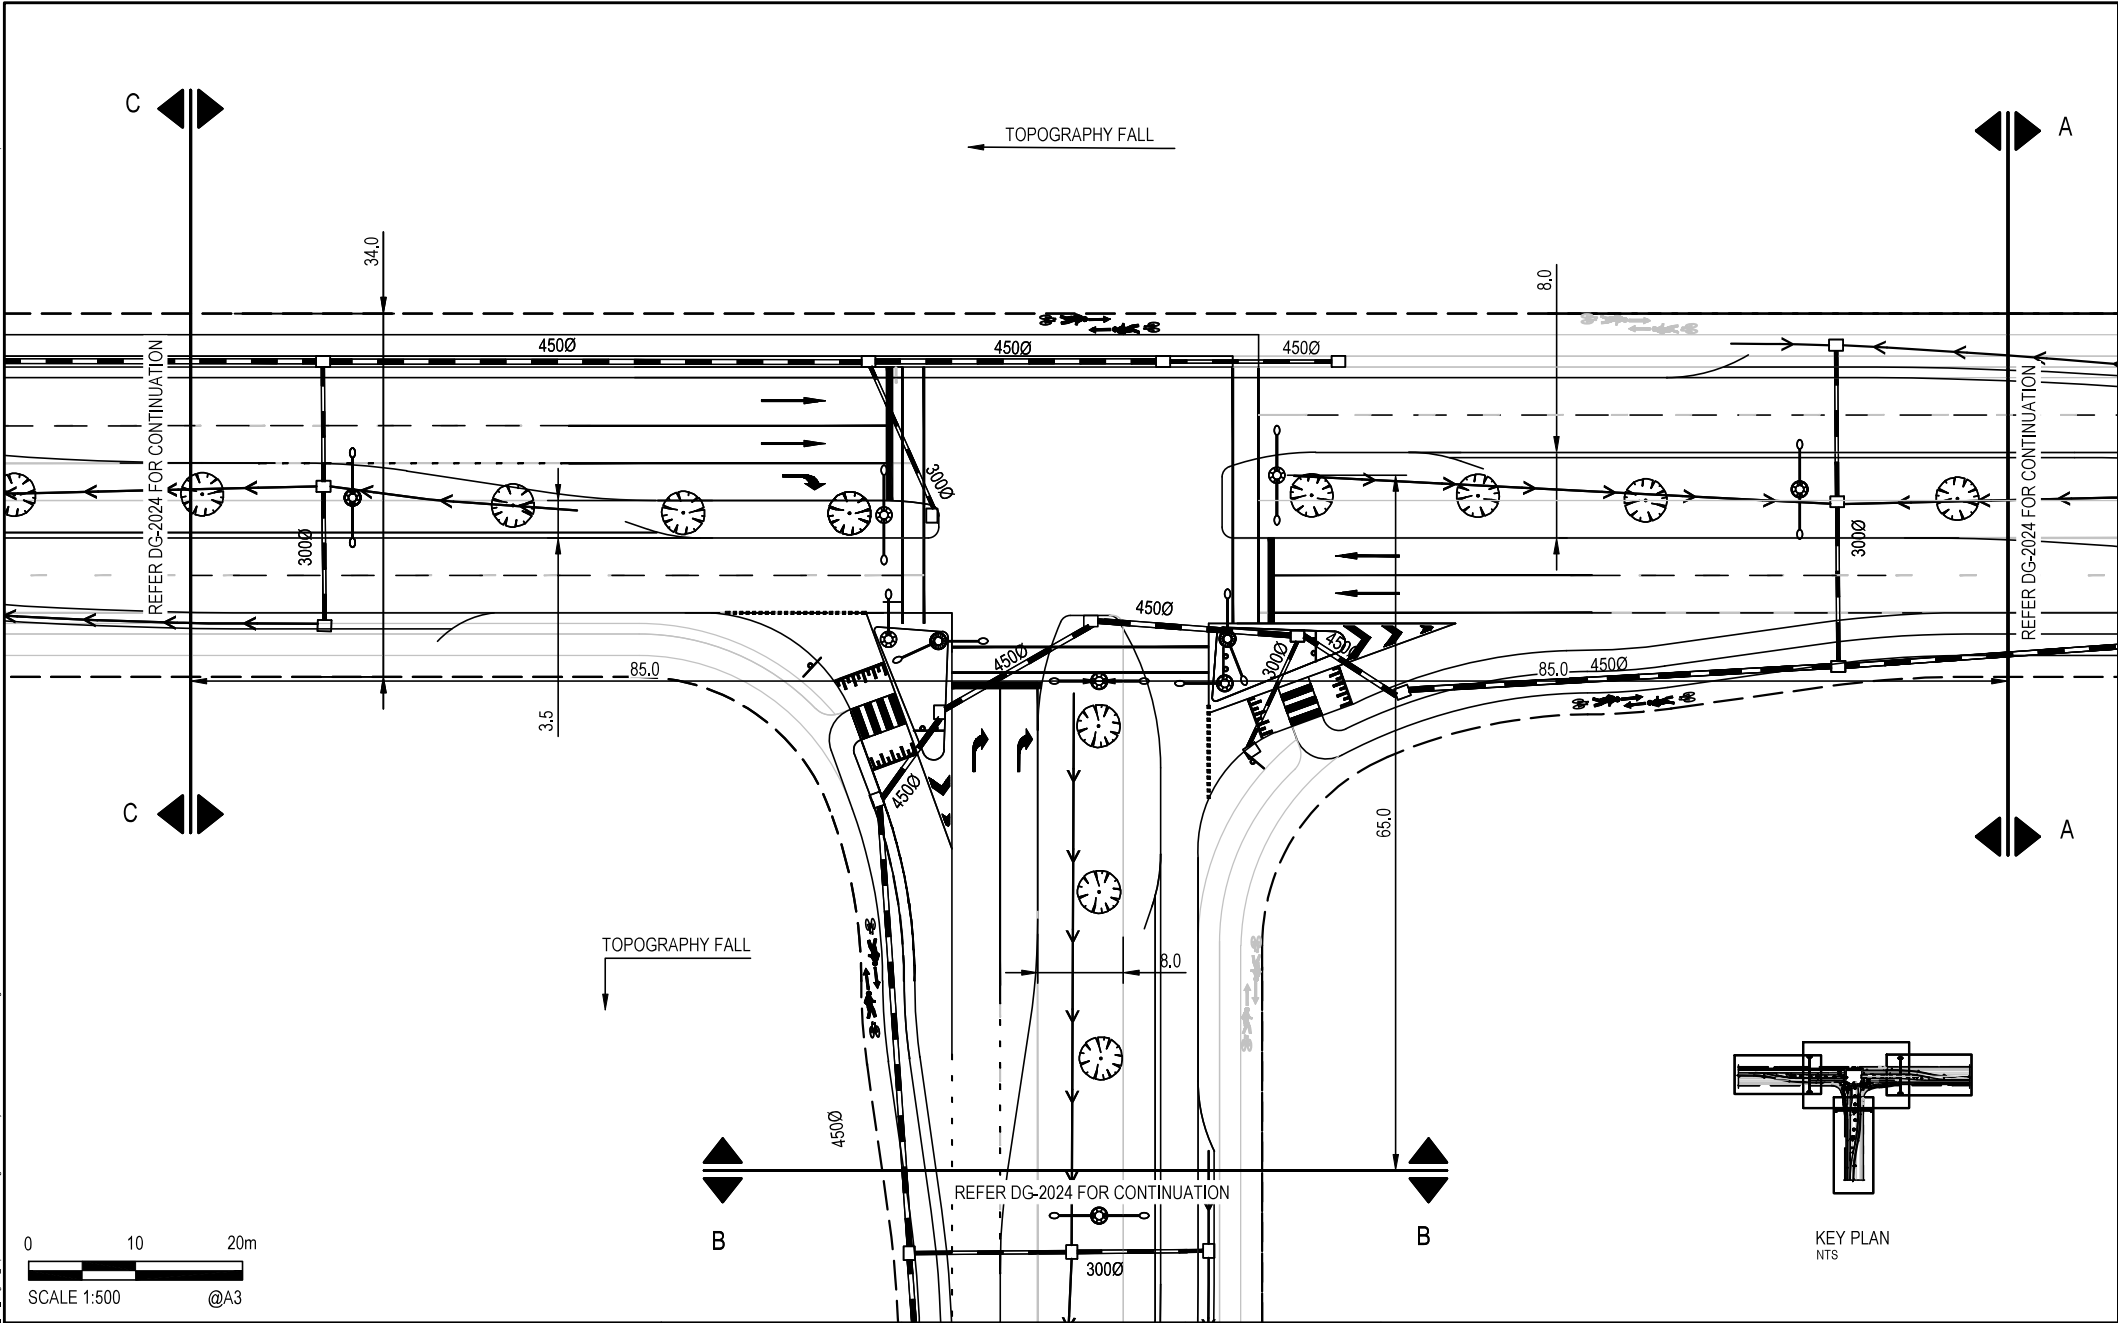 C
A
TOPOGRAPHY FALL
34.0
8.0
450Ø
450Ø
450Ø
REFER DG-2024 FOR CONTINUATION
REFER DG-2024 FOR CONTINUATION
300Ø
300Ø
300Ø
450Ø
450Ø
300Ø
450Ø
85.0
85.0
450Ø
3.5
450Ø
65.0
C
A
TOPOGRAPHY FALL
8.0
450Ø
REFER DG-2024 FOR CONTINUATION
B
B
300Ø
0 10 20m
SCALE 1:500 @A3
KEY PLAN
NTS